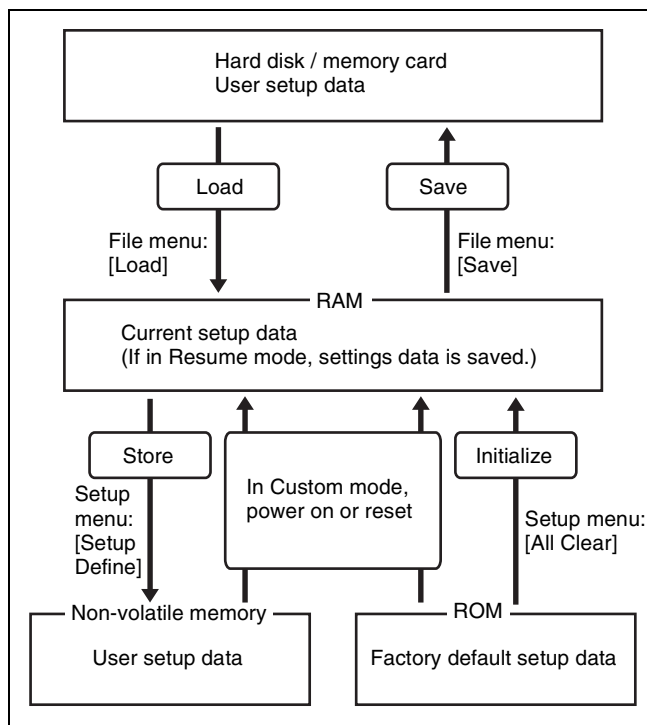 Hard disk / memory card
User setup data
Load
Save
File menu:
[Load]
File menu:
[Save]
RAM
Current setup data
(If in Resume mode, settings data is saved.)
Store
In Custom mode,
power on or reset
Initialize
Setup
menu:
[Setup
Define]
Setup menu:
[All Clear]
Non-volatile memory
User setup data
ROM
Factory default setup data